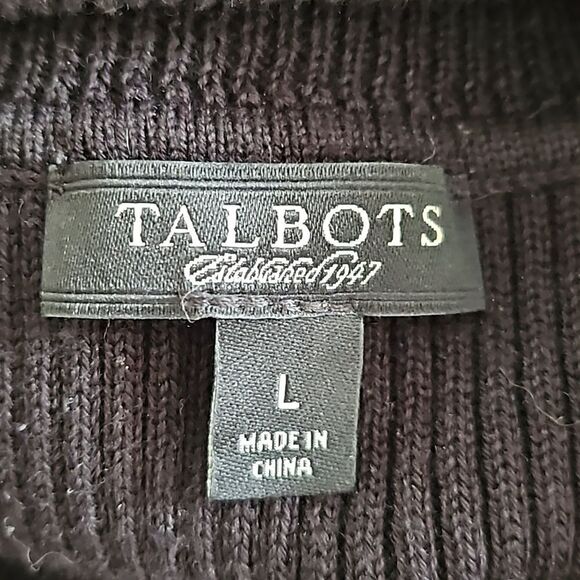 TALBOTS
Established 1947
L
MADE IN
CHINA